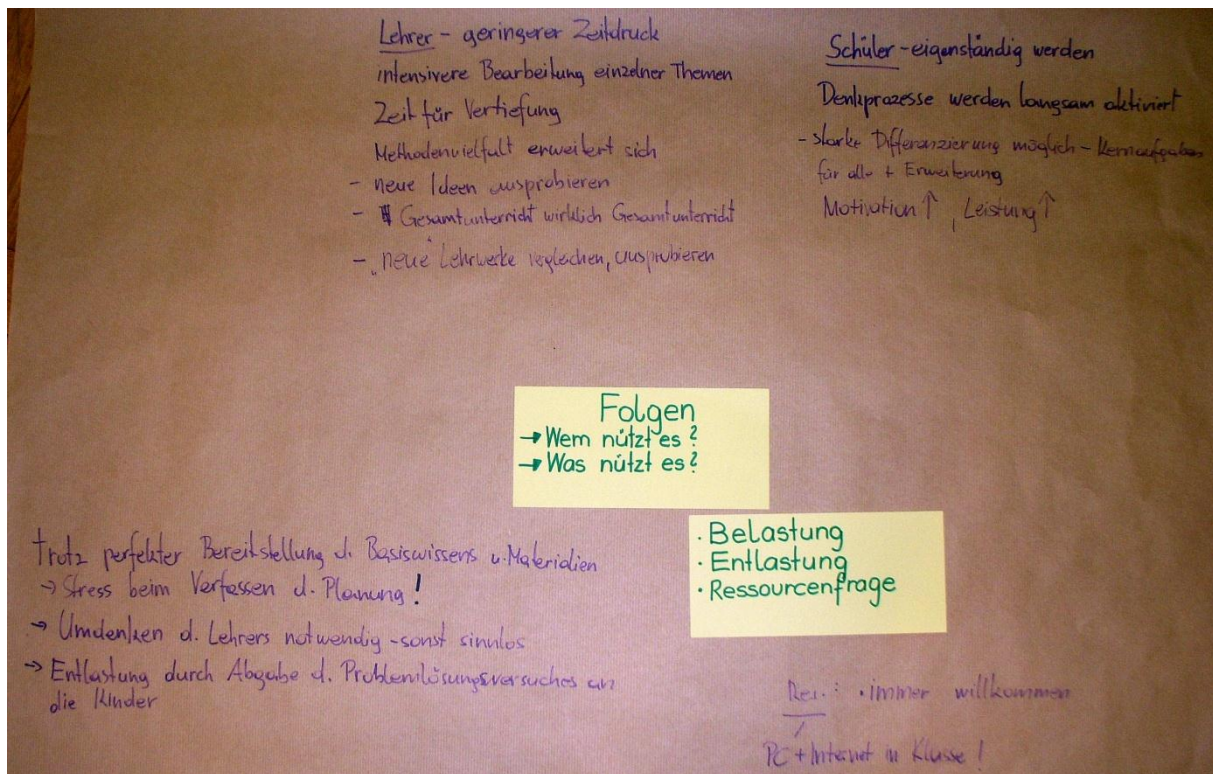 Lehrer - geringerer Zeitdruck
intensivere Bearbeitung einzelner Themen
Zeit für Vertiefung
Methodenvielfalt erweitert sich
- neue Ideen ausprobieren
- Gesamtunterricht wirklich Gesamtunterricht
- "neue" Lehrwerke vergleichen, ausprobieren
Schüler - eigenständig werden
Denkprozesse werden langsam aktiviert
- starke Differenzierung möglich - Kernaufgaben
für alle + Erweiterung
Motivation ↑, Leistung ↑
Folgen
→ Wem nützt es?
→ Was nützt es?
· Belastung
· Entlastung
· Ressourcenfrage
Trotz perfekter Bereitstellung d. Basiswissens u. Materialien
→ Stress beim Verfassen d. Planung!
→ Umdenken d. Lehrers notwendig - sonst sinnlos
→ Entlastung durch Abgabe d. Problemlösungsversuches an
die Kinder
Res.: · immer willkommen
PC + Internet in Klasse!